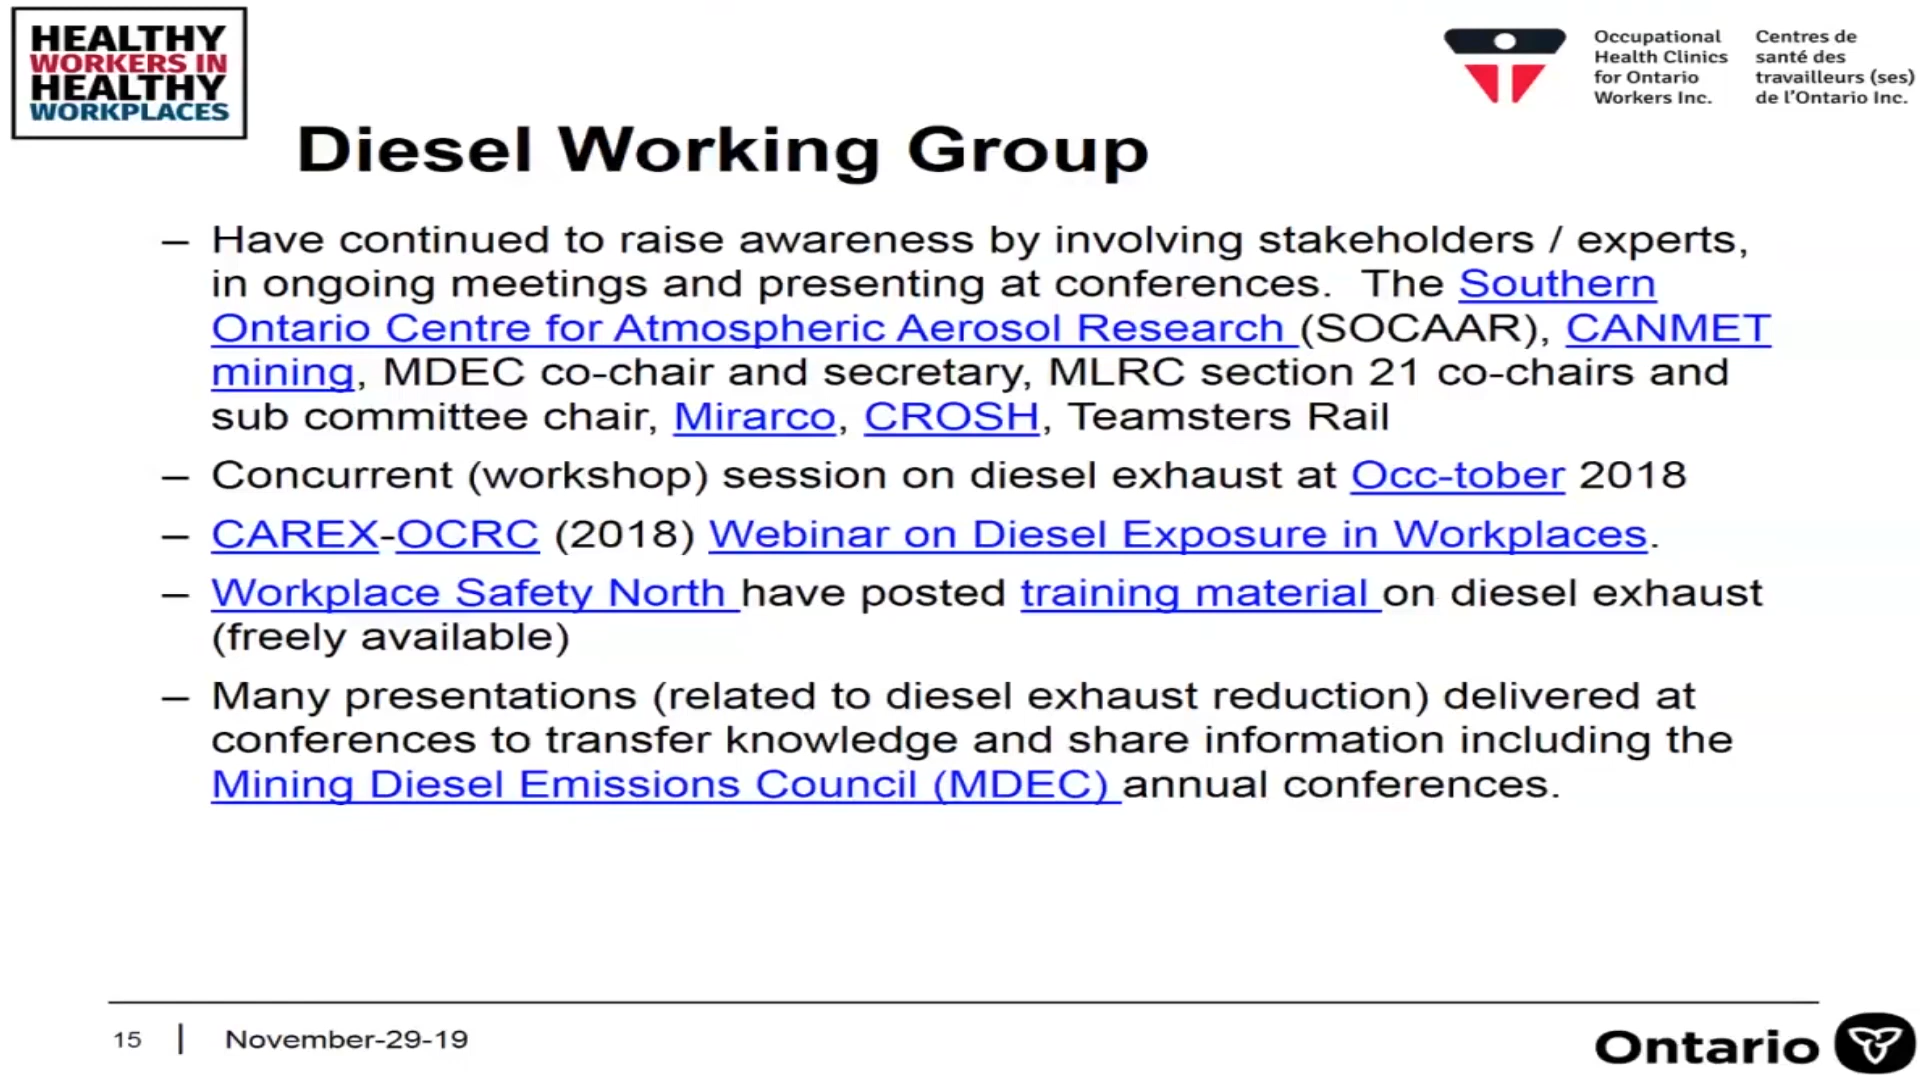 HEALTHY
WORKERS IN
HEALTHY
WORKPLACES
Occupational
Health Clinics
for Ontario
Workers Inc.
Centres de
santé des
travailleurs (ses)
de l'Ontario Inc.
Diesel Working Group
– Have continued to raise awareness by involving stakeholders / experts,
in ongoing meetings and presenting at conferences. The Southern
Ontario Centre for Atmospheric Aerosol Research (SOCAAR), CANMET
mining, MDEC co-chair and secretary, MLRC section 21 co-chairs and
sub committee chair, Mirarco, CROSH, Teamsters Rail
– Concurrent (workshop) session on diesel exhaust at Occ-tober 2018
– CAREX-OCRC (2018) Webinar on Diesel Exposure in Workplaces.
– Workplace Safety North have posted training material on diesel exhaust
(freely available)
– Many presentations (related to diesel exhaust reduction) delivered at
conferences to transfer knowledge and share information including the
Mining Diesel Emissions Council (MDEC) annual conferences.
15 | November-29-19
Ontario